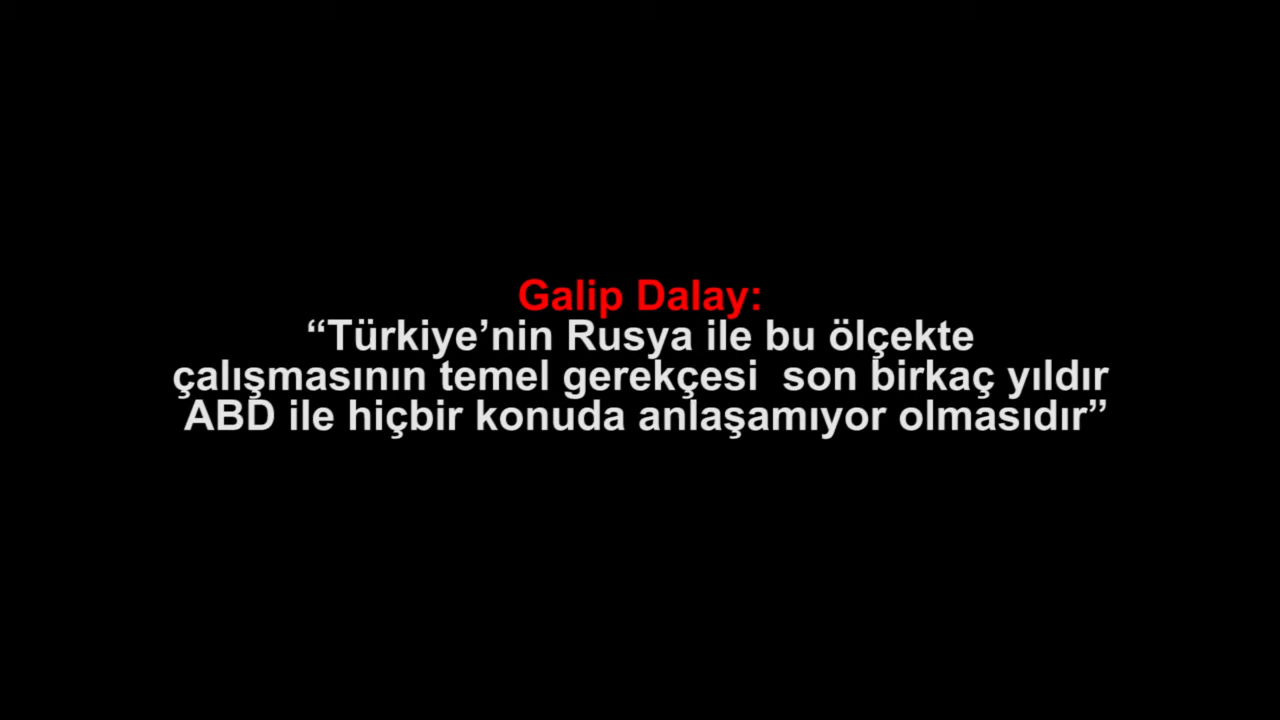 Galip Dalay:
“Türkiye’nin Rusya ile bu ölçekte
çalışmasının temel gerekçesi  son birkaç yıldır
ABD ile hiçbir konuda anlaşamıyor olmasıdır”